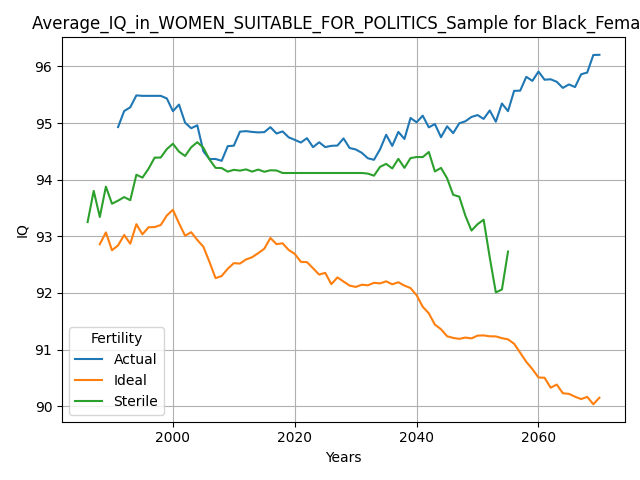 Average_IQ_in_WOMEN_SUITABLE_FOR_POLITICS_Sample for Black_Fema
IQ
96
95
94
93
92
91
90
Fertility
Actual
Ideal
Sterile
2000
2020
2040
2060
Years